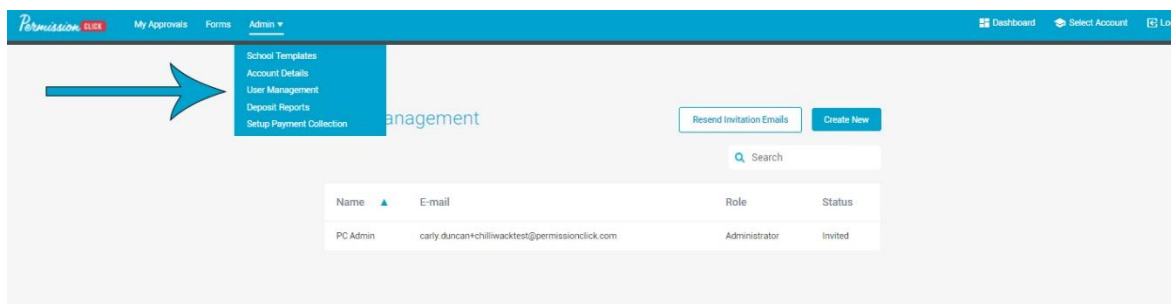 Permission CLICK My Approvals Forms Admin Dashboard Select Account
School Templates
Account Details
User Management
Deposit Reports
Setup Payment Collection
anagement Resend Invitation Emails Create New
Search
Name E-mail Role Status
PC Admin carly.duncan+chilliwacktest@permissionclick.com Administrator Invited